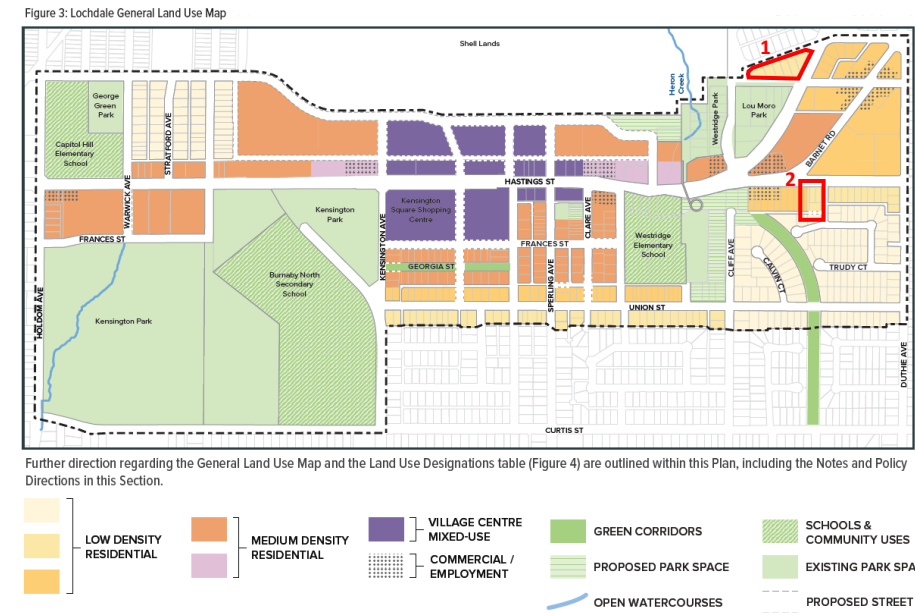 Figure 3: Lochdale General Land Use Map
Shell Lands
1
Heron
Creek
George
Green
Park
Capitol Hill
Elementary
School
STRATFORD AVE
Westridge Park
Lou Moro
Park
BARNET RD
HASTINGS ST
2
WARWICK AVE
FRANCES ST
Kensington
Park
KENSINGTON AVE
Kensington
Square Shopping
Centre
CLARE AVE
FRANCES ST
GEORGIA ST
SPERLING AVE
Westridge
Elementary
School
CLIFF AVE
CALVIN CT
TRUDY CT
Burnaby North
Secondary
School
UNION ST
HOLDOM AVE
Kensington Park
DUTHIE AVE
CURTIS ST
Further direction regarding the General Land Use Map and the Land Use Designations table (Figure 4) are outlined within this Plan, including the Notes and Policy
Directions in this Section.
LOW DENSITY
RESIDENTIAL
MEDIUM DENSITY
RESIDENTIAL
VILLAGE CENTRE
MIXED-USE
COMMERCIAL /
EMPLOYMENT
GREEN CORRIDORS
PROPOSED PARK SPACE
OPEN WATERCOURSES
SCHOOLS &
COMMUNITY USES
EXISTING PARK SPA
PROPOSED STREET